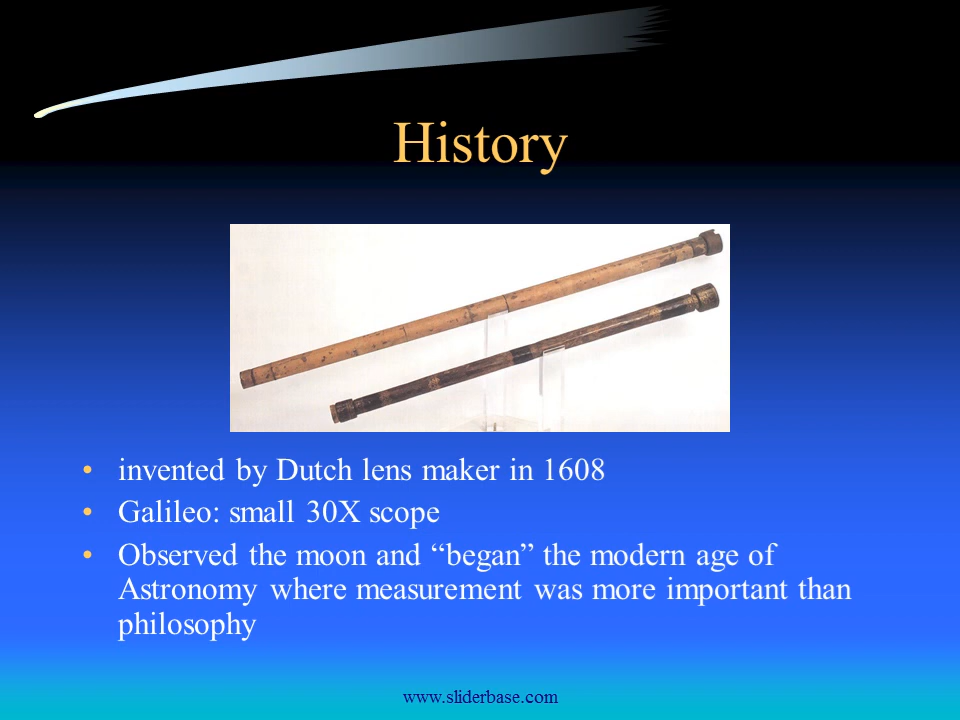 History
• invented by Dutch lens maker in 1608
• Galileo: small 30X scope
• Observed the moon and “began” the modern age of
Astronomy where measurement was more important than
philosophy
www.sliderbase.com